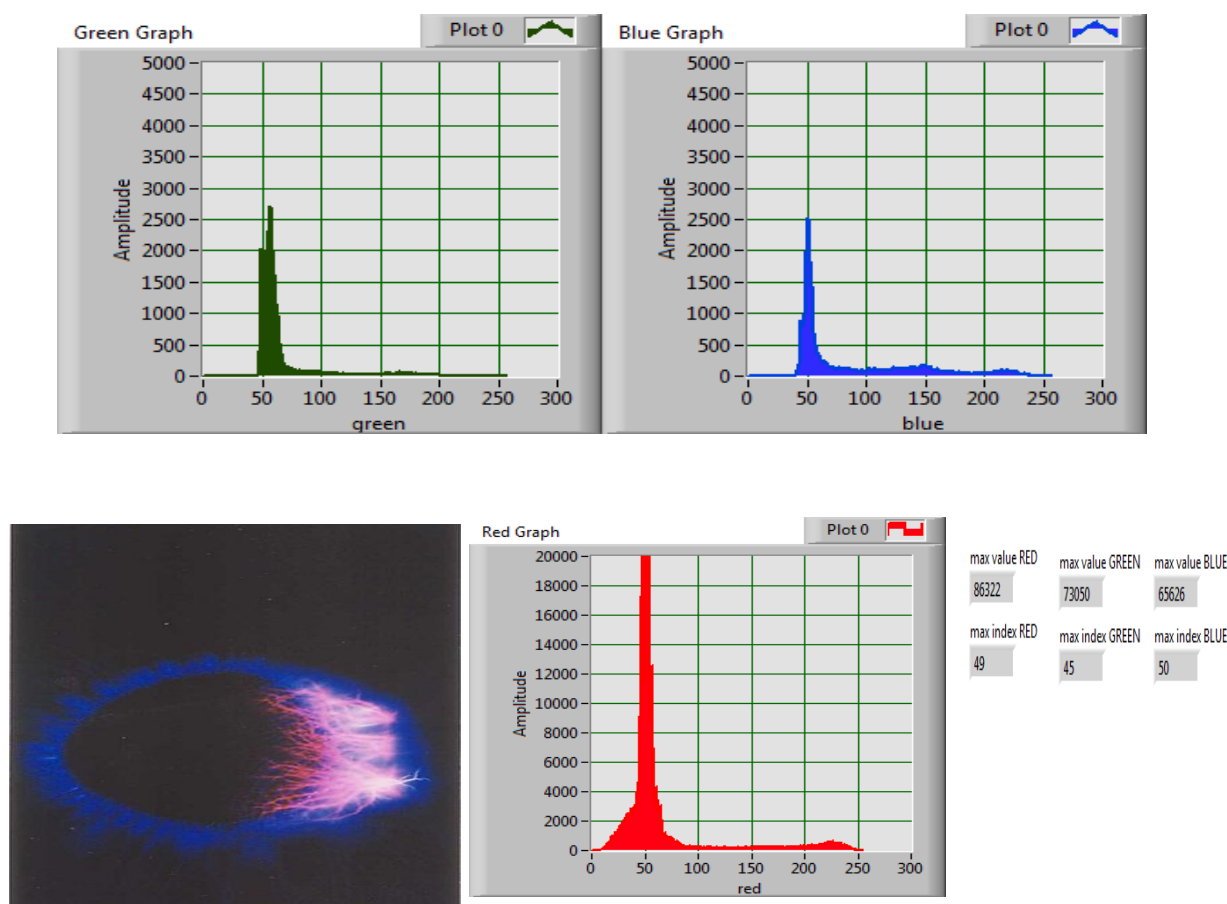 Green Graph
Plot 0
5000
4500
4000
3500
3000
2500
2000
1500
1000
500
0
Amplitude
0 50 100 150 200 250 300
green
Blue Graph
Plot 0
5000
4500
4000
3500
3000
2500
2000
1500
1000
500
0
Amplitude
0 50 100 150 200 250 300
blue
Red Graph
Plot 0
20000
18000
16000
14000
12000
10000
8000
6000
4000
2000
0
Amplitude
0 50 100 150 200 250 300
red
max value RED max value GREEN max value BLUE
86322 73050 65626
max index RED max index GREEN max index BLUE
49 45 50